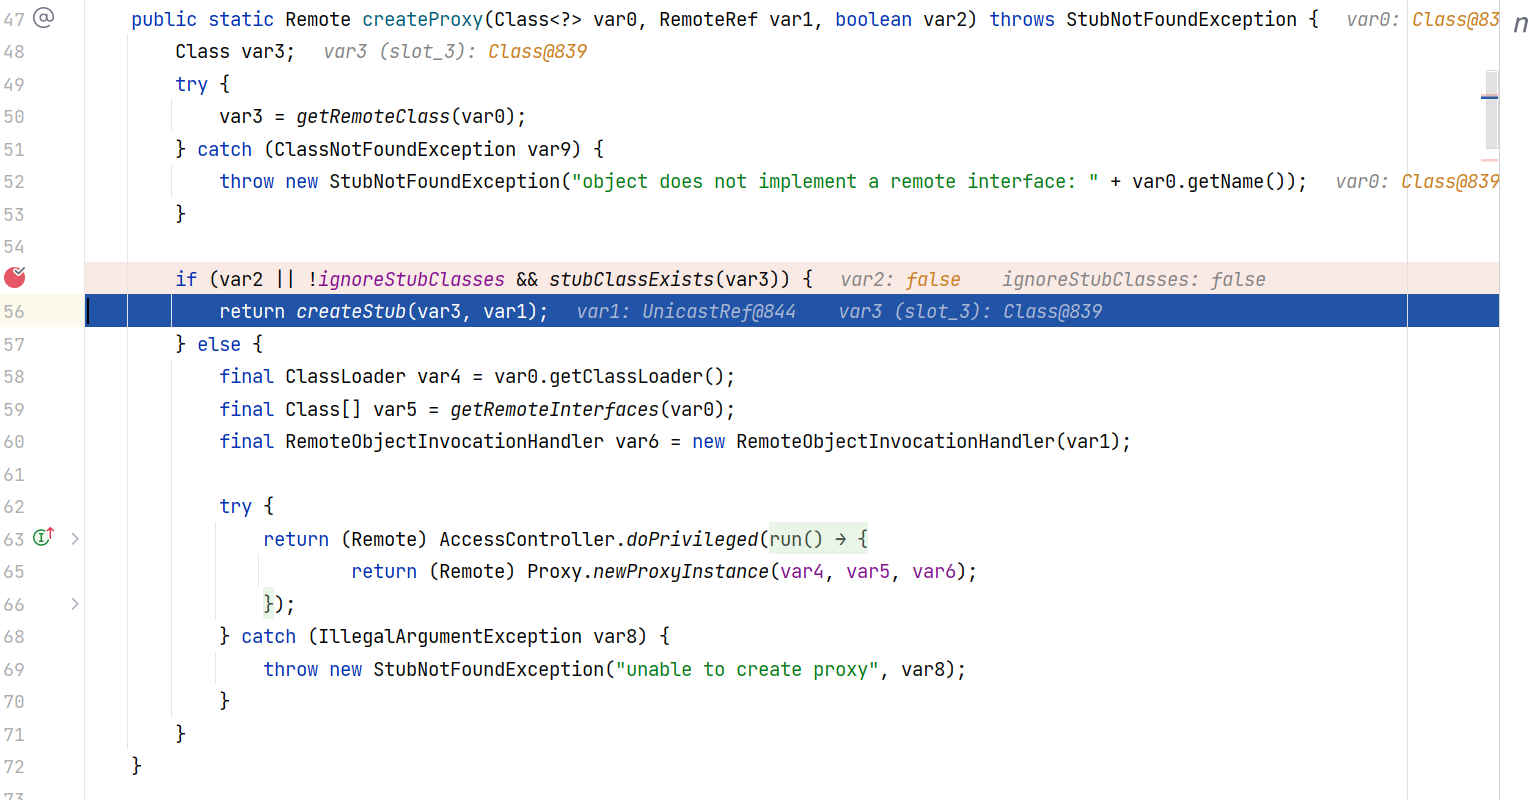 47 public static Remote createProxy(Class<?> var0, RemoteRef var1, boolean var2) throws StubNotFoundException { var0: Class@83
48 Class var3; var3 (slot_3): Class@839
49 try {
50 var3 = getRemoteClass(var0);
51 } catch (ClassNotFoundException var9) {
52 throw new StubNotFoundException("object does not implement a remote interface: " + var0.getName()); var0: Class@839
53 }
54
if (var2 || !ignoreStubClasses && stubClassExists(var3)) { var2: false ignoreStubClasses: false
56 return createStub(var3, var1); var1: UnicastRef@844 var3 (slot_3): Class@839
57 } else {
58 final ClassLoader var4 = var0.getClassLoader();
59 final Class[] var5 = getRemoteInterfaces(var0);
60 final RemoteObjectInvocationHandler var6 = new RemoteObjectInvocationHandler(var1);
61
62 try {
63 return (Remote) AccessController.doPrivileged(run() → {
65 return (Remote) Proxy.newProxyInstance(var4, var5, var6);
66 });
68 } catch (IllegalArgumentException var8) {
69 throw new StubNotFoundException("unable to create proxy", var8);
70 }
71 }
72 }
73